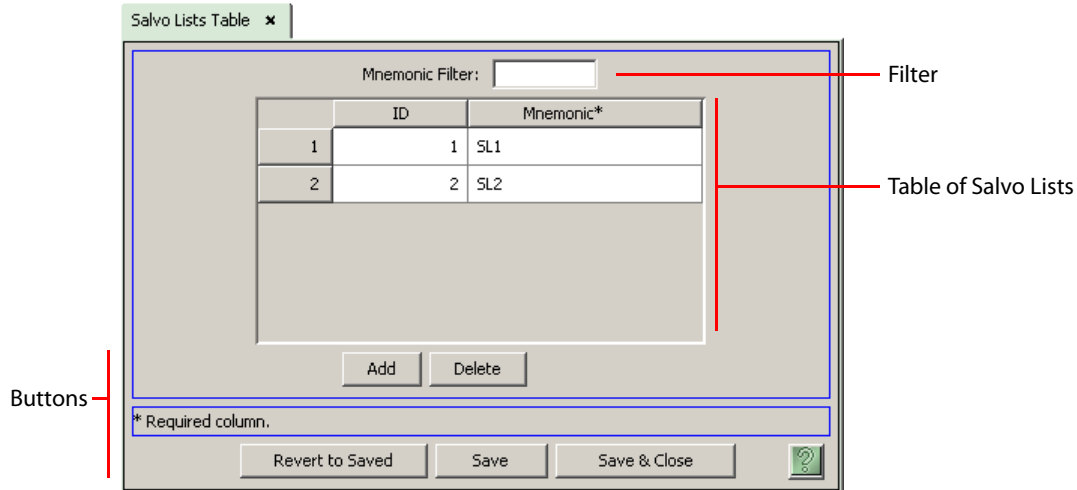 Salvo Lists Table ×
Mnemonic Filter:
Filter
ID Mnemonic*
1 1 SL1
2 2 SL2
Table of Salvo Lists
Add Delete
Buttons
* Required column.
Revert to Saved Save Save & Close ?